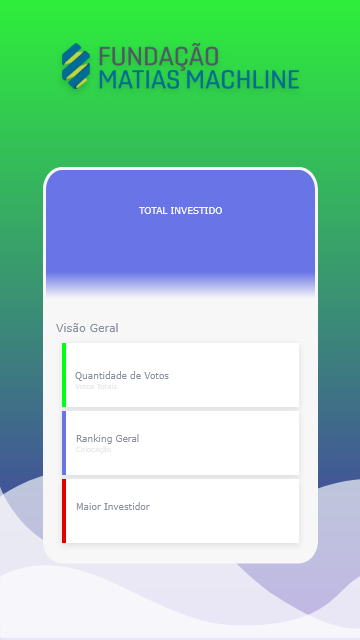 FUNDAÇÃO
MATIAS MACHLINE
TOTAL INVESTIDO
Visão Geral
Quantidade de Votos
Votos Totais
Ranking Geral
Colocação
Maior Investidor